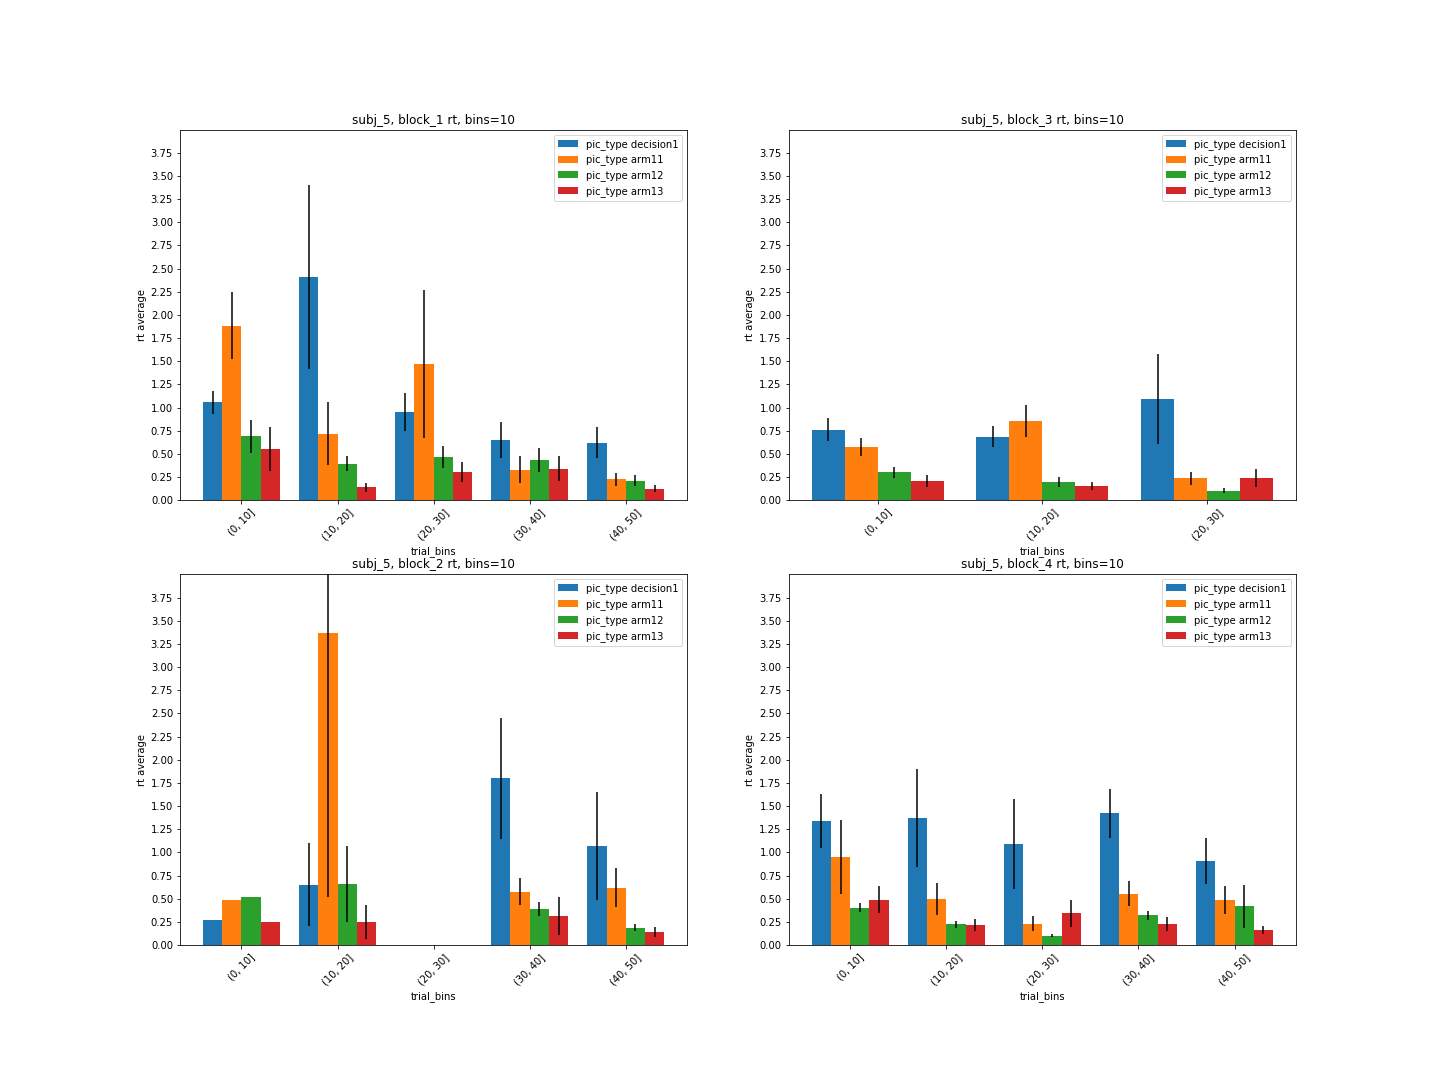 subj_5, block_1 rt, bins=10
pic_type decision1
pic_type arm11
pic_type arm12
pic_type arm13
3.75
3.50
3.25
3.00
2.75
2.50
2.25
2.00
1.75
1.50
1.25
1.00
0.75
0.50
0.25
0.00
rt average
(0, 10]
(10, 20]
(20, 30]
(30, 40]
(40, 50]
trial_bins
subj_5, block_3 rt, bins=10
pic_type decision1
pic_type arm11
pic_type arm12
pic_type arm13
3.75
3.50
3.25
3.00
2.75
2.50
2.25
2.00
1.75
1.50
1.25
1.00
0.75
0.50
0.25
0.00
rt average
(0, 10]
(10, 20]
(20, 30]
trial_bins
subj_5, block_2 rt, bins=10
pic_type decision1
pic_type arm11
pic_type arm12
pic_type arm13
3.75
3.50
3.25
3.00
2.75
2.50
2.25
2.00
1.75
1.50
1.25
1.00
0.75
0.50
0.25
0.00
rt average
(0, 10]
(10, 20]
(20, 30]
(30, 40]
(40, 50]
trial_bins
subj_5, block_4 rt, bins=10
pic_type decision1
pic_type arm11
pic_type arm12
pic_type arm13
3.75
3.50
3.25
3.00
2.75
2.50
2.25
2.00
1.75
1.50
1.25
1.00
0.75
0.50
0.25
0.00
rt average
(0, 10]
(10, 20]
(20, 30]
(30, 40]
(40, 50]
trial_bins